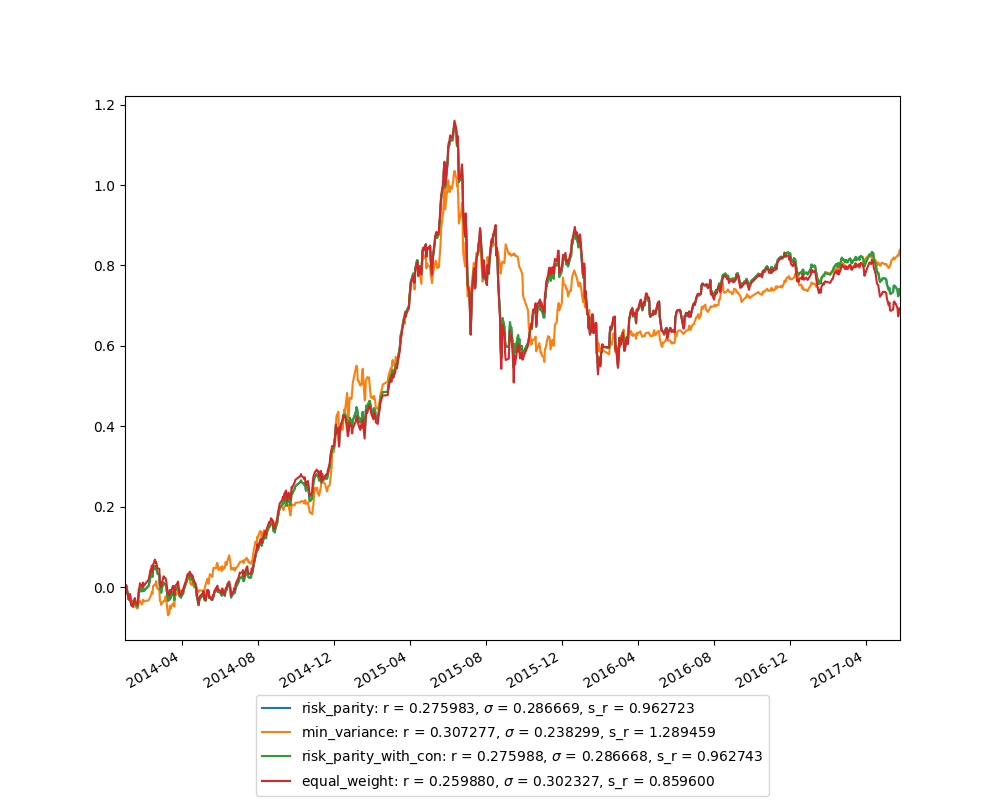 1.2
1.0
0.8
0.6
0.4
0.2
0.0
2014-04 2014-08 2014-12 2015-04 2015-08 2015-12 2016-04 2016-08 2016-12 2017-04
risk_parity: r = 0.275983, σ = 0.286669, s_r = 0.962723
min_variance: r = 0.307277, σ = 0.238299, s_r = 1.289459
risk_parity_with_con: r = 0.275988, σ = 0.286668, s_r = 0.962743
equal_weight: r = 0.259880, σ = 0.302327, s_r = 0.859600